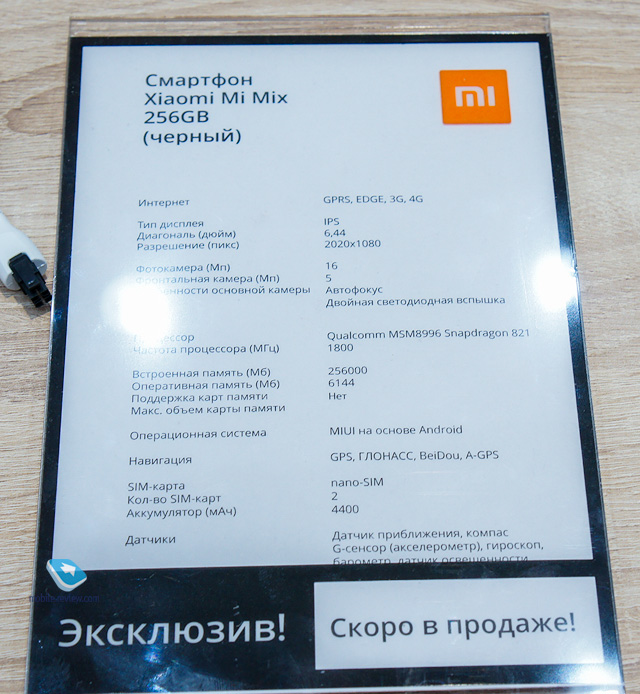 Смартфон
Xiaomi Mi Mix
256GB
(черный)
mi
Интернет GPRS, EDGE, 3G, 4G
Тип дисплея IPS
Диагональ (дюйм) 6,44
Разрешение (пикс) 2020x1080
Фотокамера (Мп) 16
Фронтальная камера (Мп) 5
основной камеры Автофокус
Двойная светодиодная вспышка
Qualcomm MSM8996 Snapdragon 821
Частота процессора (МГц) 1800
Встроенная память (Мб) 256000
Оперативная память (Мб) 6144
Поддержка карт памяти Нет
Макс. объем карты памяти
Операционная система MIUI на основе Android
Навигация GPS, ГЛОНАСС, BeiDou, A-GPS
SIM-карта nano-SIM
Кол-во SIM-карт 2
Аккумулятор (мАч) 4400
Датчики Датчик приближения, компас
G-сенсор (акселерометр), гироскоп,
барометр, датчик освещенности
Эксклюзив! Скоро в продаже!